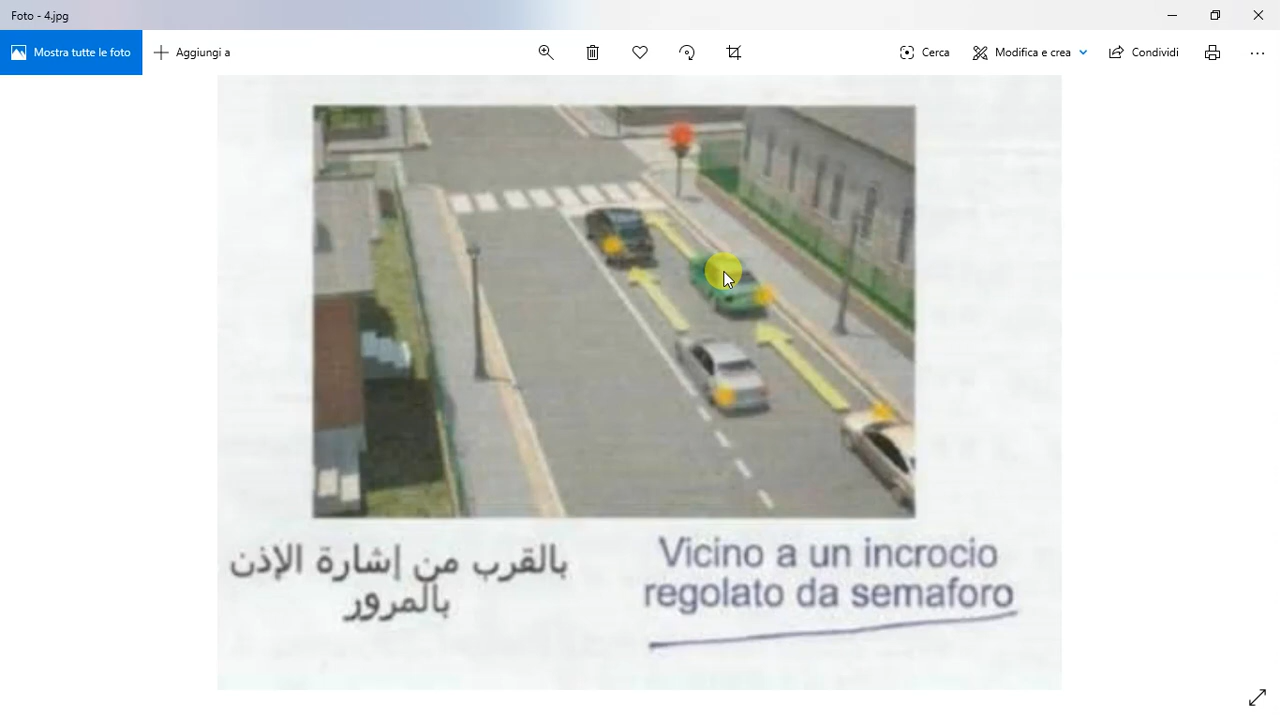 Foto - 4.jpg
Mostra tutte le foto
Aggiungi a
Cerca
Modifica e crea
Condividi
بالقرب من إشارة الإذن
بالمرور
Vicino a un incrocio
regolato da semaforo